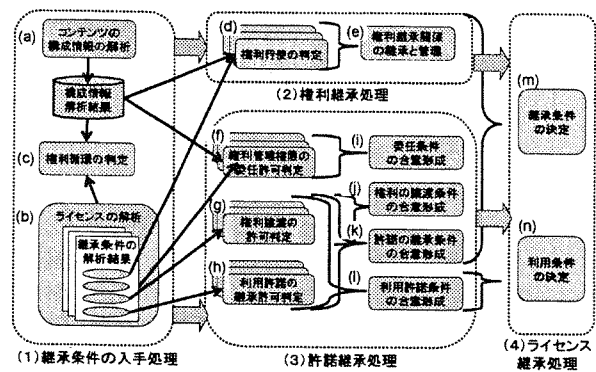 (a)
コンテンツの
構成情報の解析
構成情報
解析結果
(c)
権利循環の判定
(b)
ライセンスの解析
継承条件の
解析結果
(1)継承条件の入手処理
(d)
権利行使の判定
(e)
権利継承関係
の継承と管理
(2)権利継承処理
(f)
権利管理権限の
委任許可判定
(g)
権利譲渡の
許可判定
(h)
利用許諾の
継承許可判定
(i)
委任条件
の合意形成
(j)
権利の譲渡条件
の合意形成
(k)
許諾の継承条件
の合意形成
(l)
利用許諾条件
の合意形成
(3)許諾継承処理
(m)
継承条件
の決定
(n)
利用条件
の決定
(4)ライセンス
継承処理